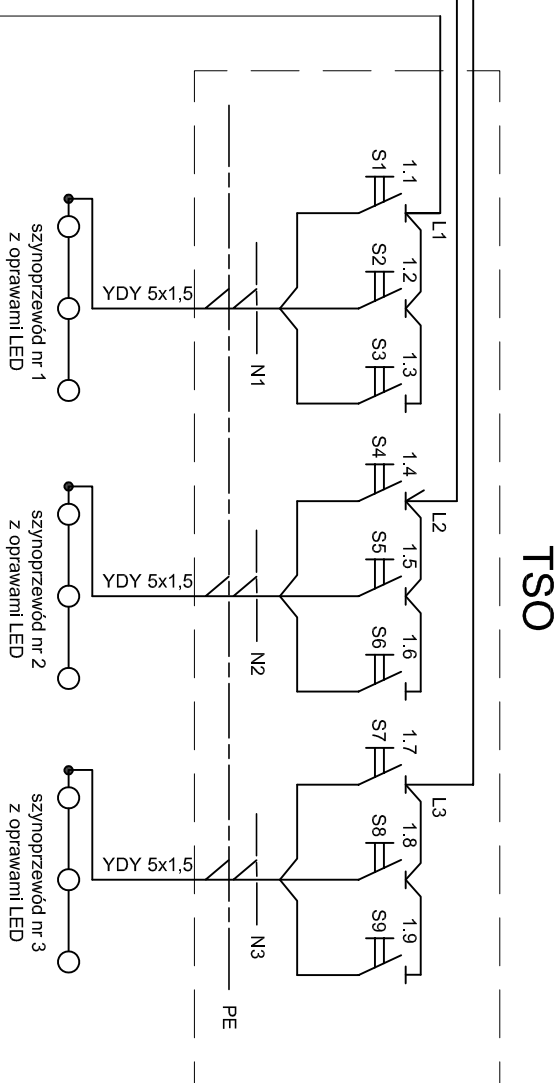 TSO
L1
L2
L3
1.1
1.2
1.3
1.4
1.5
1.6
1.7
1.8
1.9
S1
S2
S3
S4
S5
S6
S7
S8
S9
N1
N2
N3
PE
YDY 5x1,5
YDY 5x1,5
YDY 5x1,5
szynoprzewód nr 1
z oprawami LED
szynoprzewód nr 2
z oprawami LED
szynoprzewód nr 3
z oprawami LED